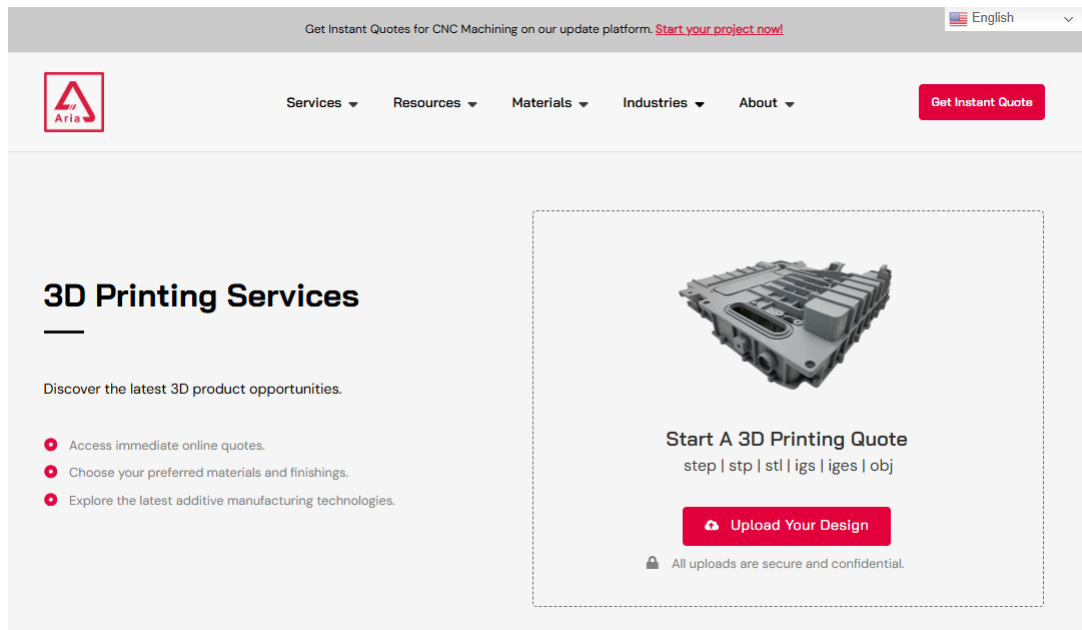 Get Instant Quotes for CNC Machining on our update platform. Start your project now!
English
Aria
Services
Resources
Materials
Industries
About
Get Instant Quote
3D Printing Services
Discover the latest 3D product opportunities.
Access immediate online quotes.
Choose your preferred materials and finishings.
Explore the latest additive manufacturing technologies.
Start A 3D Printing Quote
step | stp | stl | igs | iges | obj
Upload Your Design
All uploads are secure and confidential.